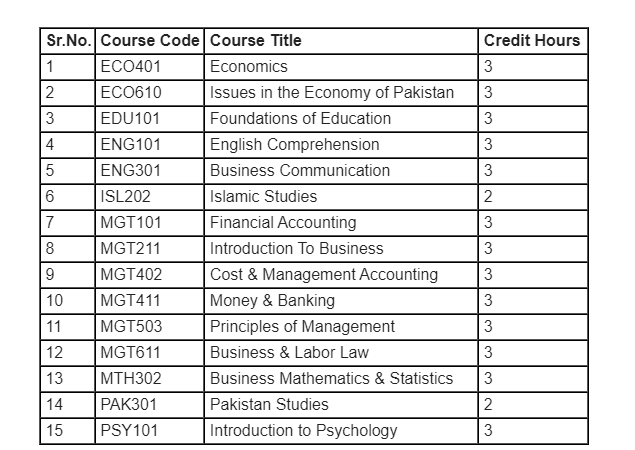 Sr.No. Course Code Course Title Credit Hours
1 ECO401 Economics 3
2 ECO610 Issues in the Economy of Pakistan 3
3 EDU101 Foundations of Education 3
4 ENG101 English Comprehension 3
5 ENG301 Business Communication 3
6 ISL202 Islamic Studies 2
7 MGT101 Financial Accounting 3
8 MGT211 Introduction To Business 3
9 MGT402 Cost & Management Accounting 3
10 MGT411 Money & Banking 3
11 MGT503 Principles of Management 3
12 MGT611 Business & Labor Law 3
13 MTH302 Business Mathematics & Statistics 3
14 PAK301 Pakistan Studies 2
15 PSY101 Introduction to Psychology 3